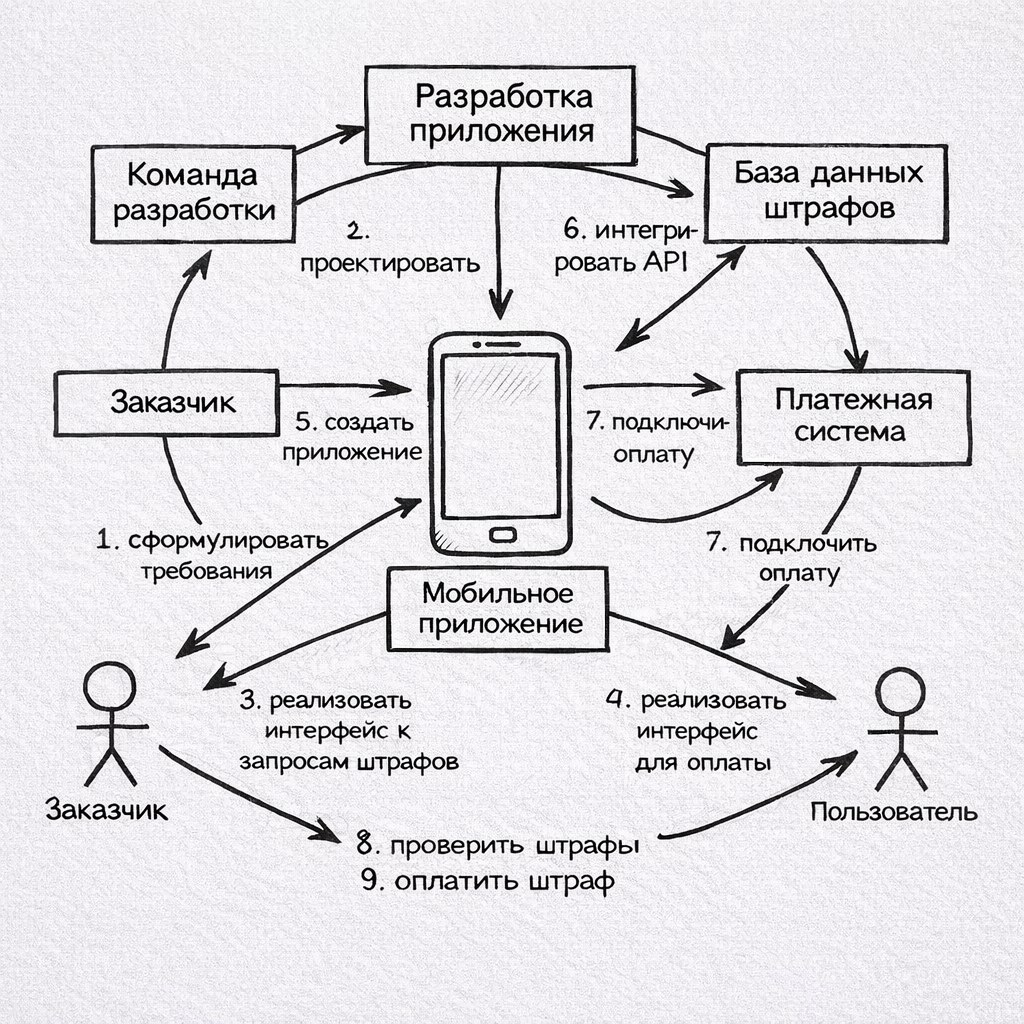 Разработка
приложения
Команда
разработки
База данных
штрафов
2.
проектировать
6. интегри-
ровать API
Заказчик
5. создать
приложение
7. подключи-
оплату
Платежная
система
1. сформулировать
требования
7. подклочить
оплату
Мобильное
приложение
3. реализовать
интерфейс к
запросам штрафов
4. реализовать
интерфейс
для оплаты
Заказчик
Пользователь
8. проверить штрафы
9. оплатить штраф